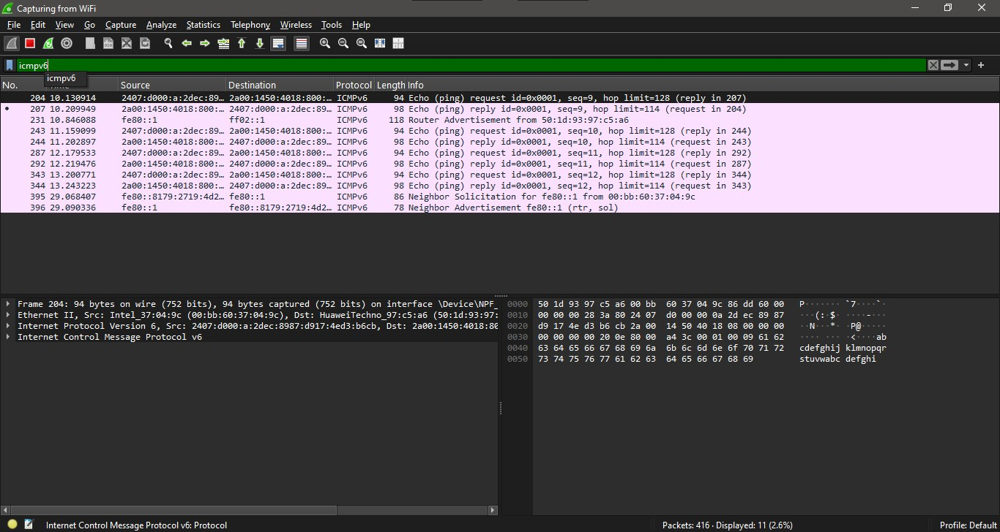 Capturing from WiFi
File Edit View Go Capture Analyze Statistics Telephony Wireless Tools Help
icmpv6
icmpv6
No. Source Destination Protocol Length Info
204 10.130914 2407:d000:a:2dec:89… 2a00:1450:4018:800:… ICMPv6 94 Echo (ping) request id=0x0001, seq=9, hop limit=128 (reply in 207)
207 10.209949 2a00:1450:4018:800:… 2407:d000:a:2dec:89… ICMPv6 98 Echo (ping) reply id=0x0001, seq=9, hop limit=114 (request in 204)
231 10.846088 fe80::1 ff02::1 ICMPv6 118 Router Advertisement from 50:1d:93:97:c5:a6
243 11.159099 2407:d000:a:2dec:89… 2a00:1450:4018:800:… ICMPv6 94 Echo (ping) request id=0x0001, seq=10, hop limit=128 (reply in 244)
244 11.202897 2a00:1450:4018:800:… 2407:d000:a:2dec:89… ICMPv6 98 Echo (ping) reply id=0x0001, seq=10, hop limit=114 (request in 243)
287 12.179533 2407:d000:a:2dec:89… 2a00:1450:4018:800:… ICMPv6 94 Echo (ping) request id=0x0001, seq=11, hop limit=128 (reply in 292)
292 12.219476 2a00:1450:4018:800:… 2407:d000:a:2dec:89… ICMPv6 98 Echo (ping) reply id=0x0001, seq=11, hop limit=114 (request in 287)
343 13.200771 2407:d000:a:2dec:89… 2a00:1450:4018:800:… ICMPv6 94 Echo (ping) request id=0x0001, seq=12, hop limit=128 (reply in 344)
344 13.243223 2a00:1450:4018:800:… 2407:d000:a:2dec:89… ICMPv6 98 Echo (ping) reply id=0x0001, seq=12, hop limit=114 (request in 343)
395 29.068407 fe80::8179:2719:4d2… fe80::1 ICMPv6 86 Neighbor Solicitation for fe80::1 from 00:bb:60:37:04:9c
396 29.090336 fe80::1 fe80::8179:2719:4d2… ICMPv6 78 Neighbor Advertisement fe80::1 (rtr, sol)
Frame 204: 94 bytes on wire (752 bits), 94 bytes captured (752 bits) on interface \Device\NPF_
Ethernet II, Src: Intel_37:04:9c (00:bb:60:37:04:9c), Dst: HuaweiTechno_97:c5:a6 (50:1d:93:97:
Internet Protocol Version 6, Src: 2407:d000:a:2dec:8987:d917:4ed3:b6cb, Dst: 2a00:1450:4018:80
Internet Control Message Protocol v6
0000 50 1d 93 97 c5 a6 00 bb 60 37 04 9c 86 dd 60 00 P······· `7····`·
0010 00 00 00 28 3a 80 24 07 d0 00 00 0a 2d ec 89 87 ···(:·$· ····-···
0020 d9 17 4e d3 b6 cb 2a 00 14 50 40 18 08 00 00 00 ··N···*· ·P@·····
0030 00 00 00 00 20 0e 80 00 a4 3c 00 01 00 09 61 62 ···· ··· ·<····ab
0040 63 64 65 66 67 68 69 6a 6b 6c 6d 6e 6f 70 71 72 cdefghij klmnopqr
0050 73 74 75 76 77 61 62 63 64 65 66 67 68 69 stuvwabc defghi
Internet Control Message Protocol v6: Protocol
Packets: 416 · Displayed: 11 (2.6%)
Profile: Default